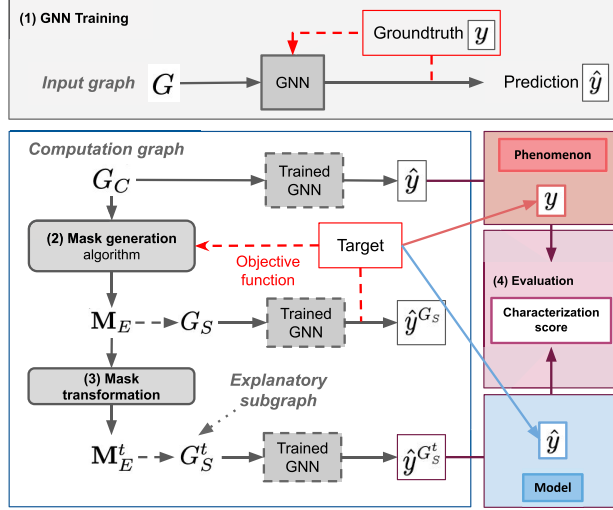 (1) GNN Training
Groundtruth y
Input graph G
GNN
Prediction ŷ
Computation graph
G_C
Trained
GNN
ŷ
Phenomenon
y
(2) Mask generation
algorithm
Target
Objective
function
(4) Evaluation
Characterization
score
M_E
G_S
Trained
GNN
ŷ^{G_S}
(3) Mask
transformation
Explanatory
subgraph
M_E^t
G_S^t
Trained
GNN
ŷ^{G_S^t}
ŷ
Model